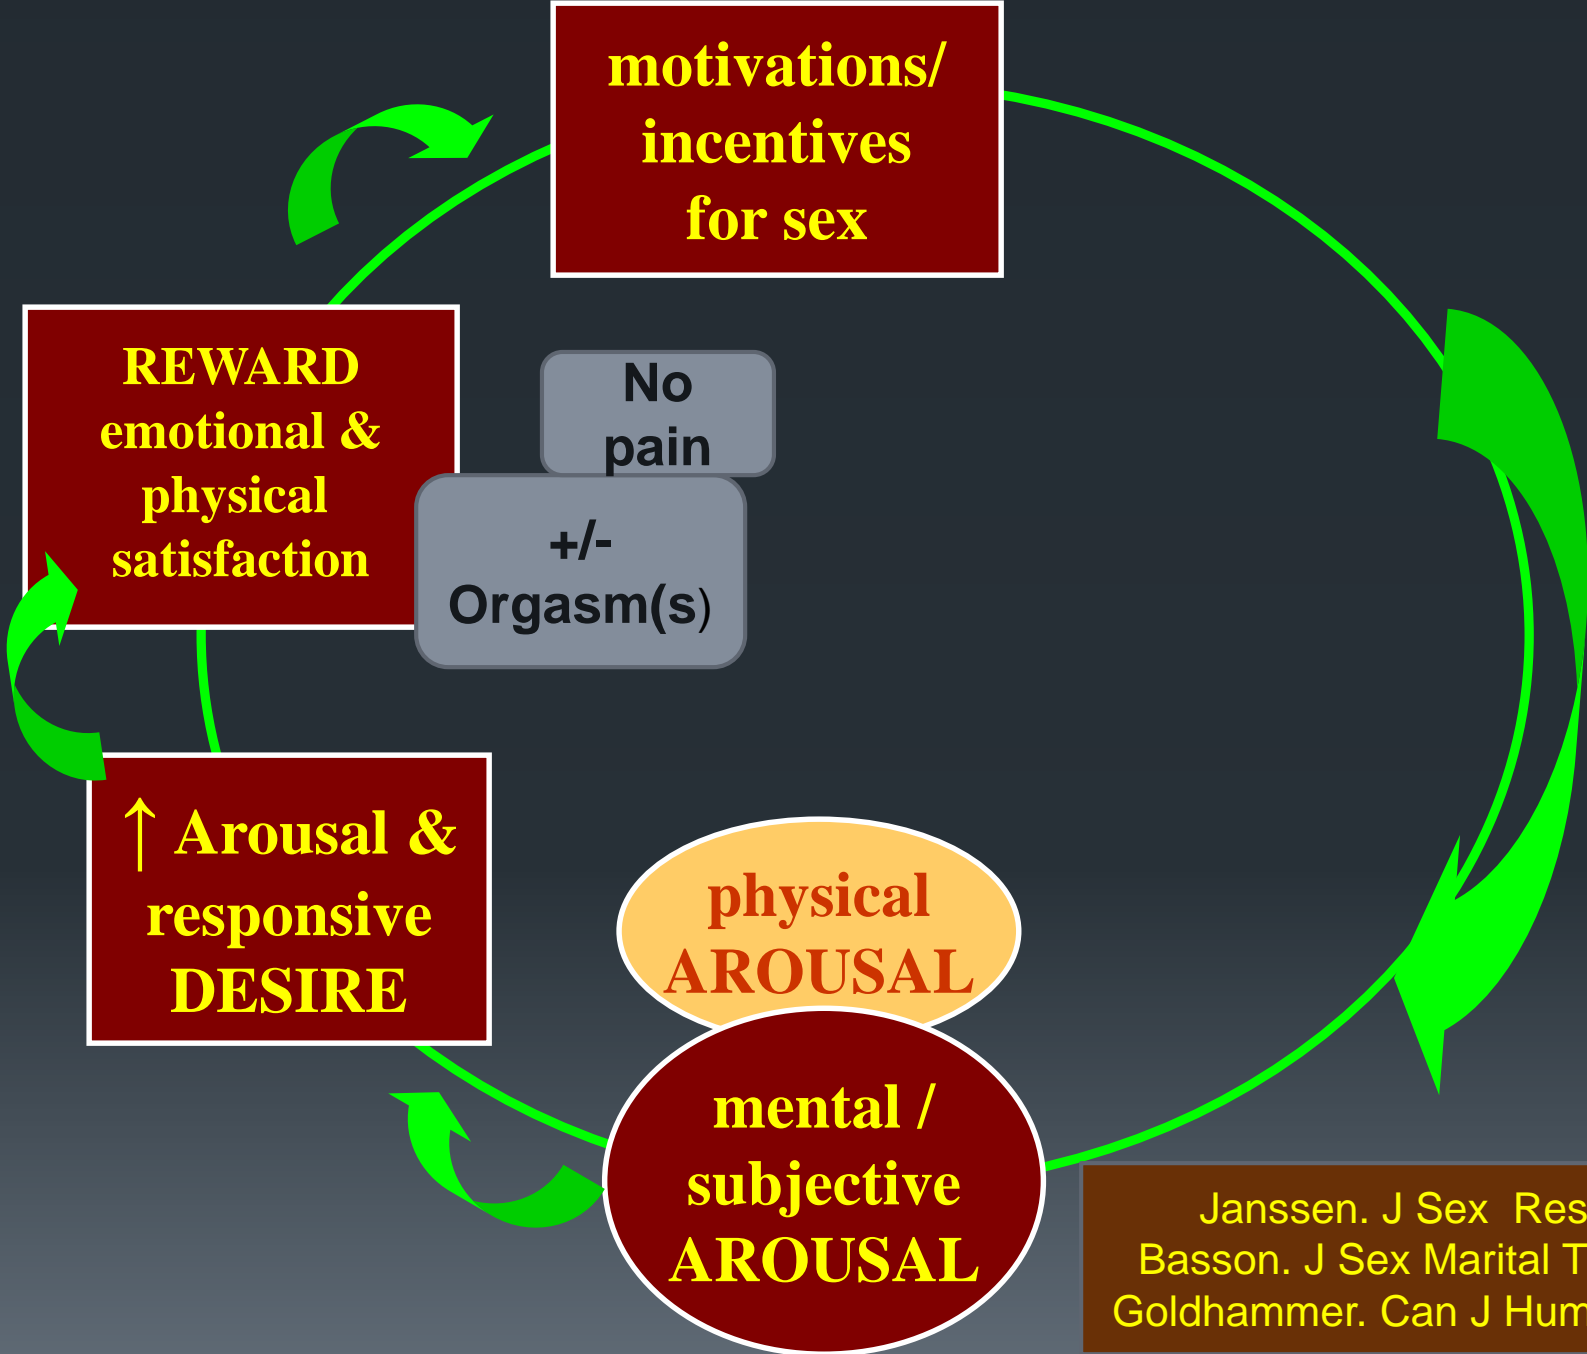 motivations/
incentives
for sex
REWARD
emotional &
physical
satisfaction
No
pain
+/-
Orgasm(s)
↑ Arousal &
responsive
DESIRE
physical
AROUSAL
mental /
subjective
AROUSAL
Janssen. J Sex Res
Basson. J Sex Marital T
Goldhammer. Can J Hum